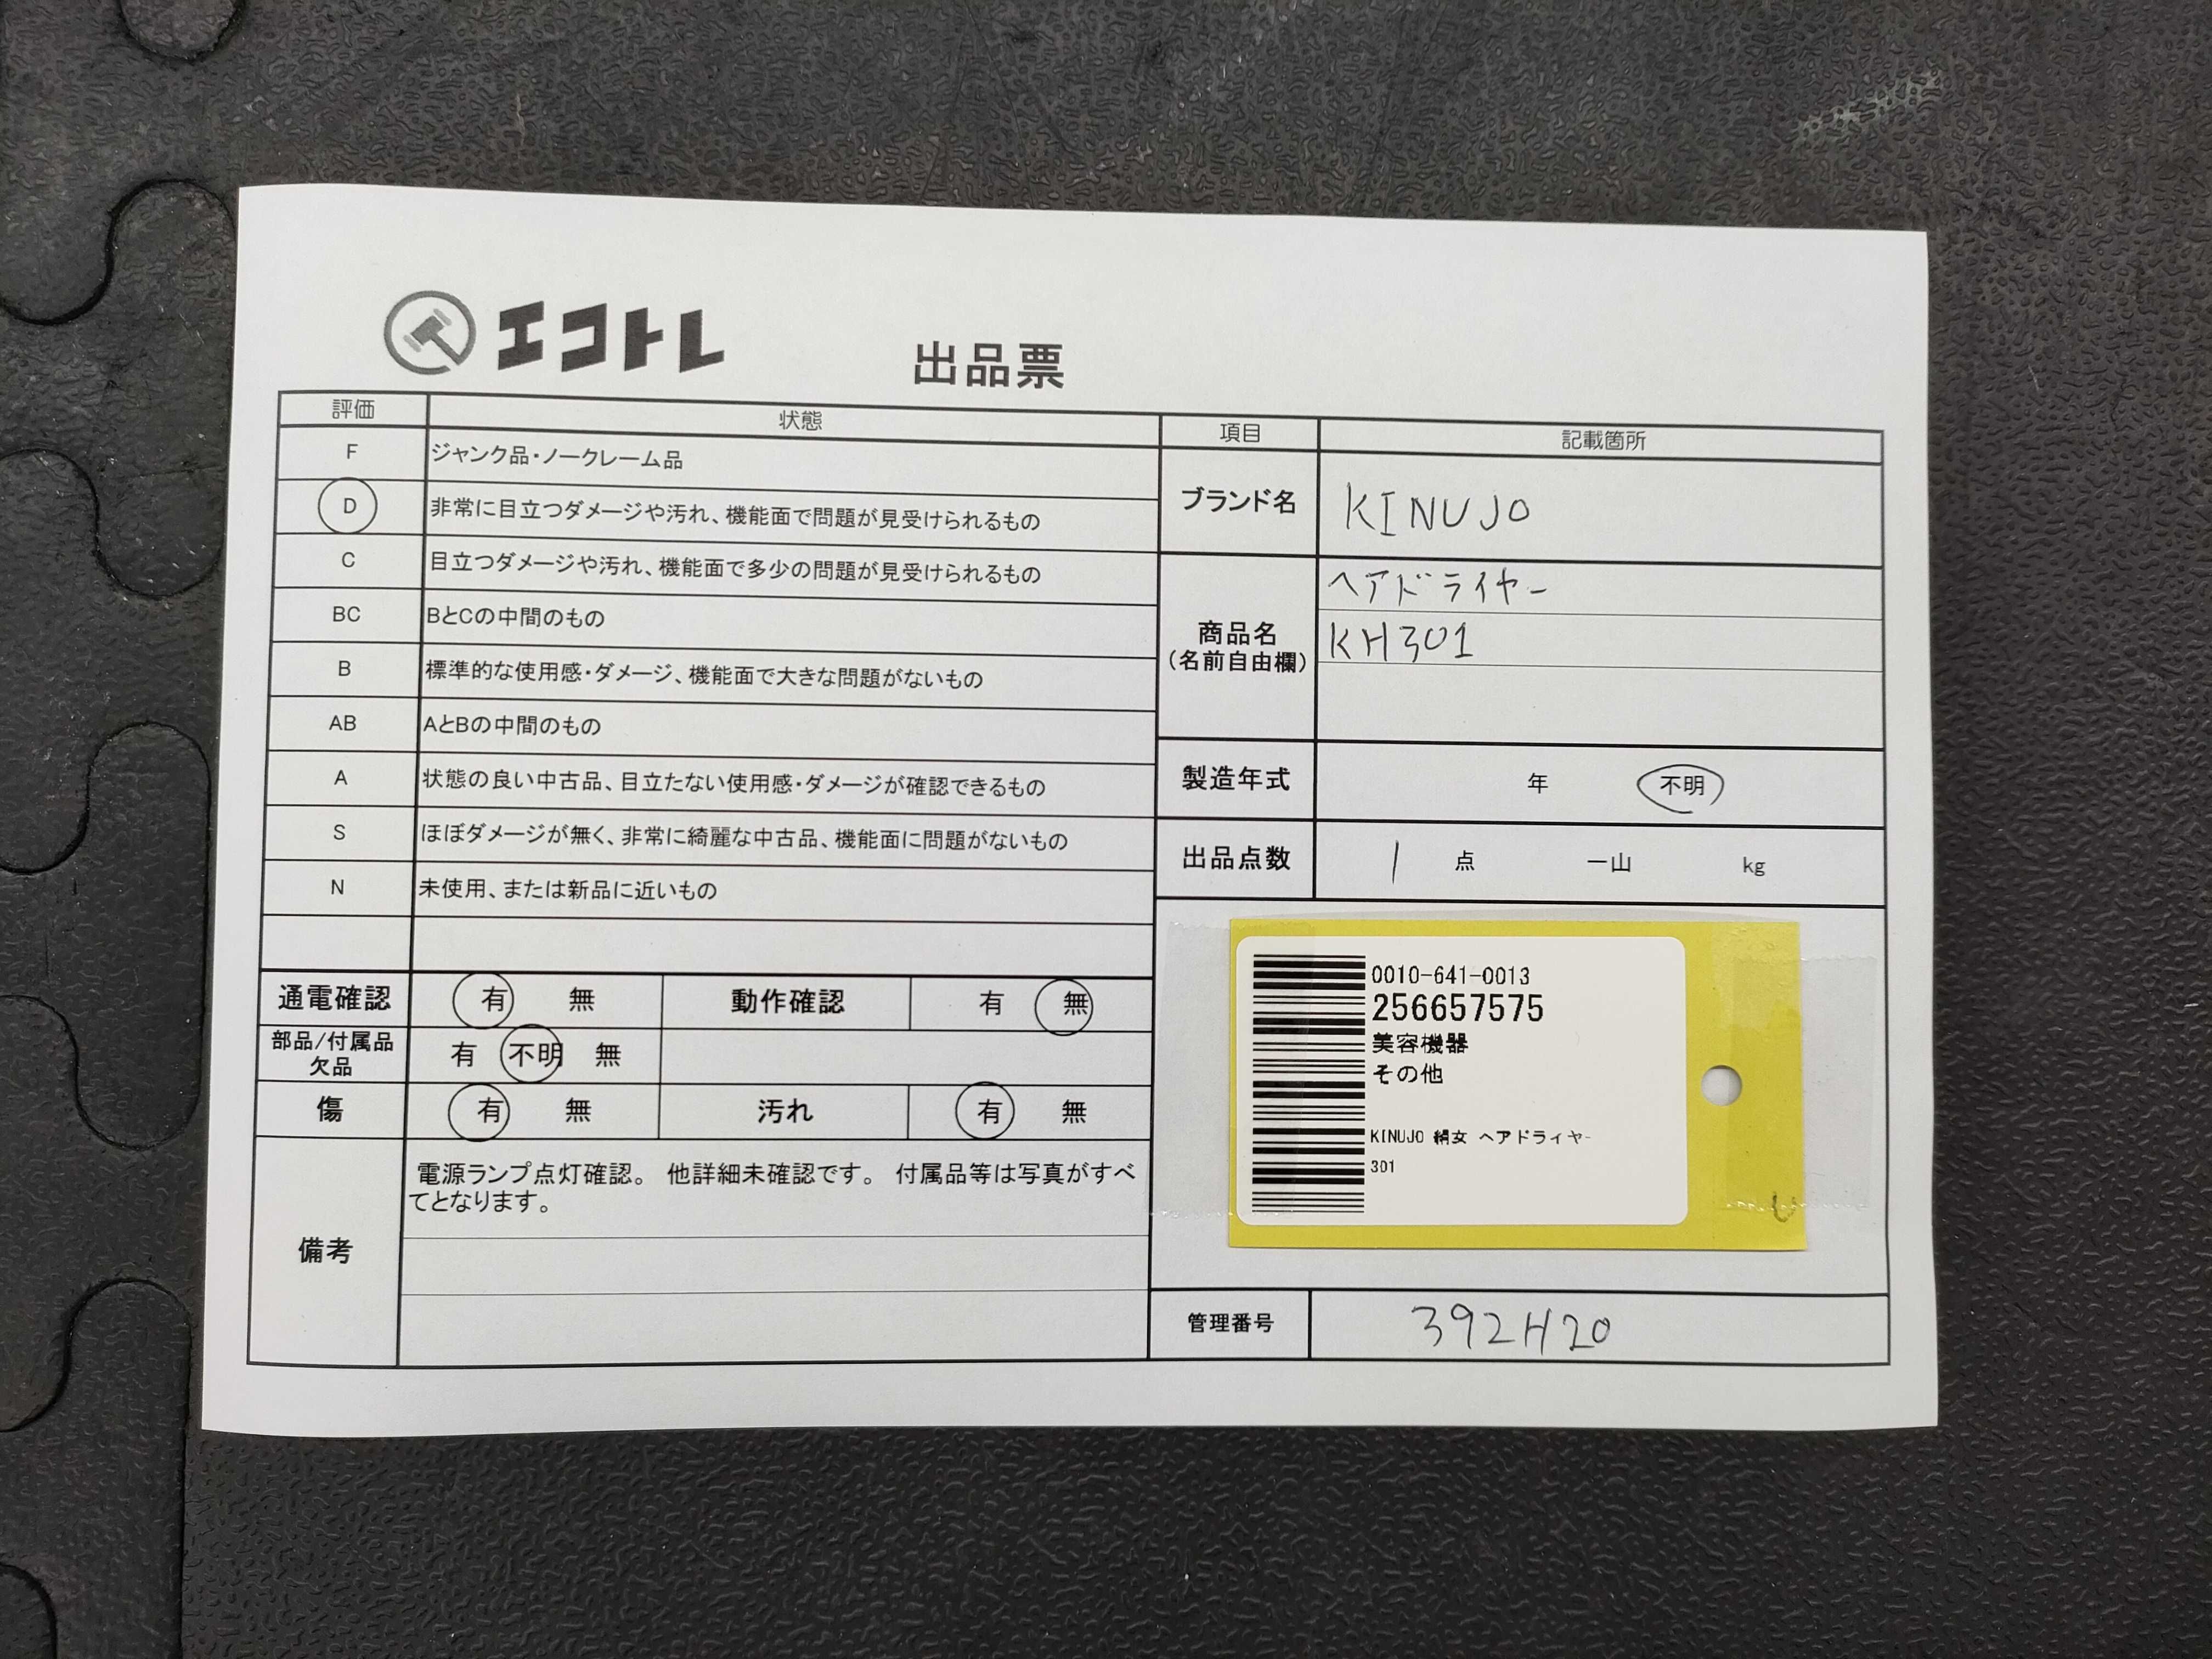 エコトレ
出品票
評価 状態
F ジャンク品・ノークレーム品
D 非常に目立つダメージや汚れ、機能面で問題が見受けられるもの
C 目立つダメージや汚れ、機能面で多少の問題が見受けられるもの
BC BとCの中間のもの
B 標準的な使用感・ダメージ、機能面で大きな問題がないもの
AB AとBの中間のもの
A 状態の良い中古品、目立たない使用感・ダメージが確認できるもの
S ほぼダメージが無く、非常に綺麗な中古品、機能面に問題がないもの
N 未使用、または新品に近いもの
通電確認 有 無 動作確認 有 無
部品/付属品
欠品 有 不明 無
傷 有 無 汚れ 有 無
備考
電源ランプ点灯確認。 他詳細未確認です。 付属品等は写真がすべ
てとなります。
項目 記載箇所
ブランド名 KINUJO
商品名
(名前自由欄)
ヘアドライヤー
KH301
製造年式 年 不明
出品点数 1 点 一山 kg
0010-641-0013
256657575
美容機器
その他
KINUJO 絹女 ヘアドライヤー
301
管理番号 392H20